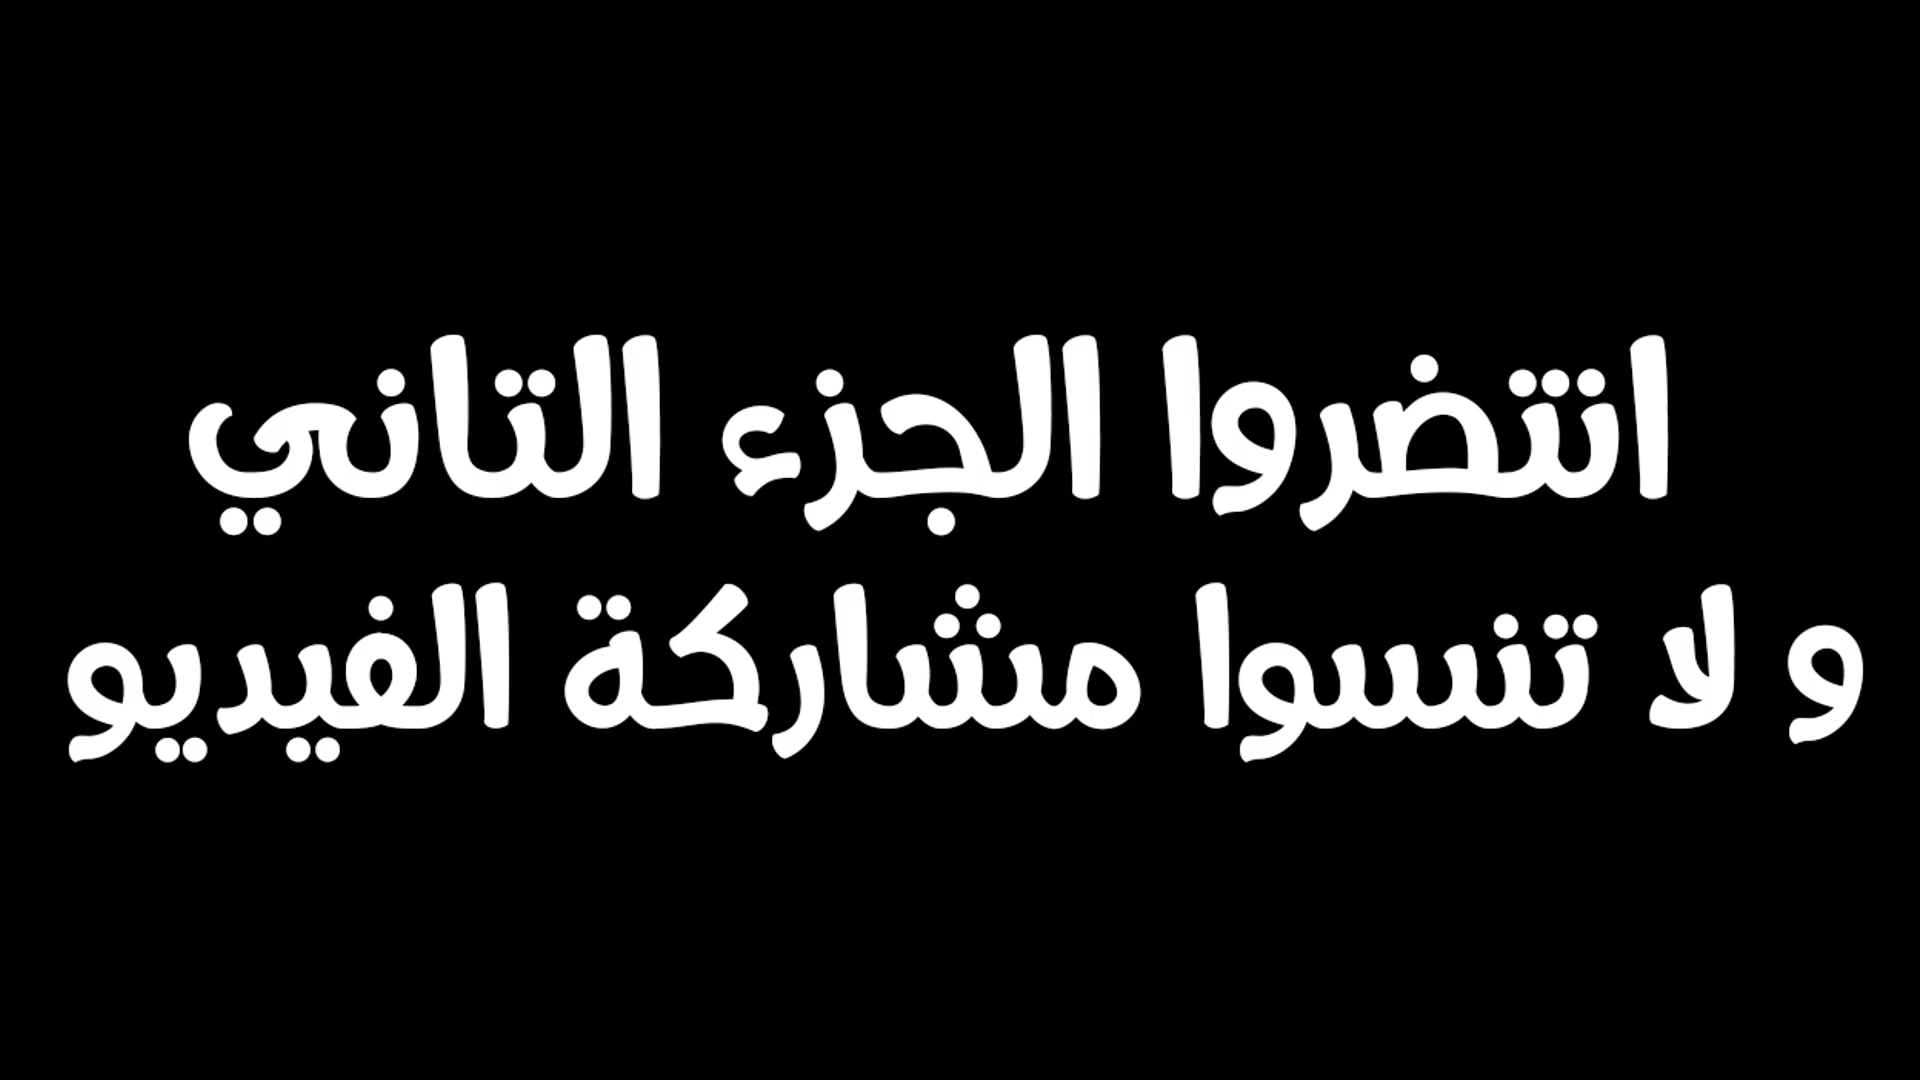 انتضروا الجزء التاني
و لا تنسوا مشاركة الفيديو